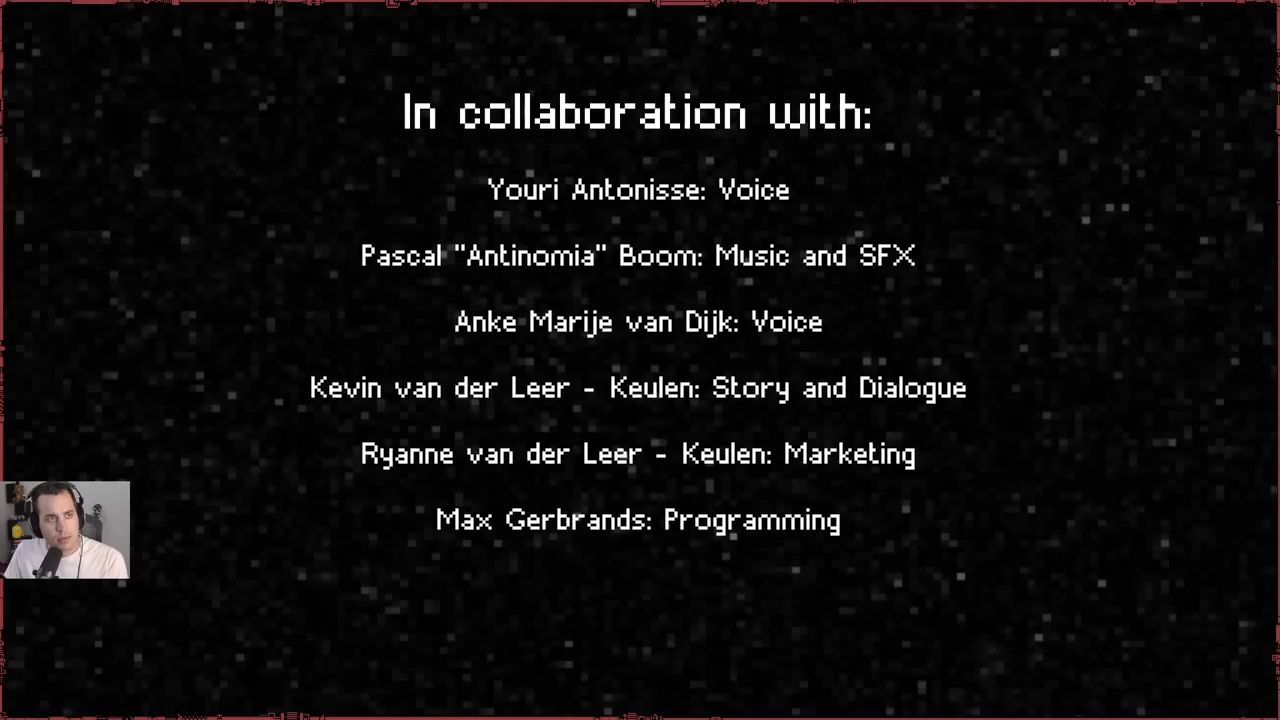 In collaboration with:
Youri Antonisse: Voice
Pascal "Antinomia" Boom: Music and SFX
Anke Marije van Dijk: Voice
Kevin van der Leer - Keulen: Story and Dialogue
Ryanne van der Leer - Keulen: Marketing
Max Gerbrands: Programming